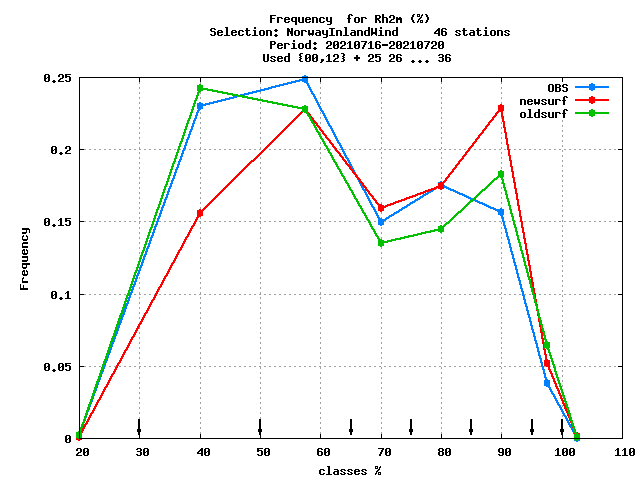 Frequency  for Rh2m (%)
Selection: NorwayInlandWind     46 stations
Period: 20210716-20210720
Used {00,12} + 25 26 ... 36
OBS
newsurf
oldsurf
0.25
0.2
0.15
0.1
0.05
0
Frequency
20 30 40 50 60 70 80 90 100 110
classes %